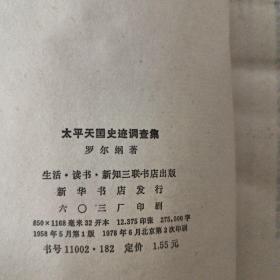 太平天国史迹调查集
罗尔纲著
生活·读书·新知三联书店出版
新华书店发行
六〇三厂印刷
850×1168毫米32开本 12.375印张 275,000字
1958年5月第1版 1978年6月北京第2次印刷
书号11002·182 定价 1.55元